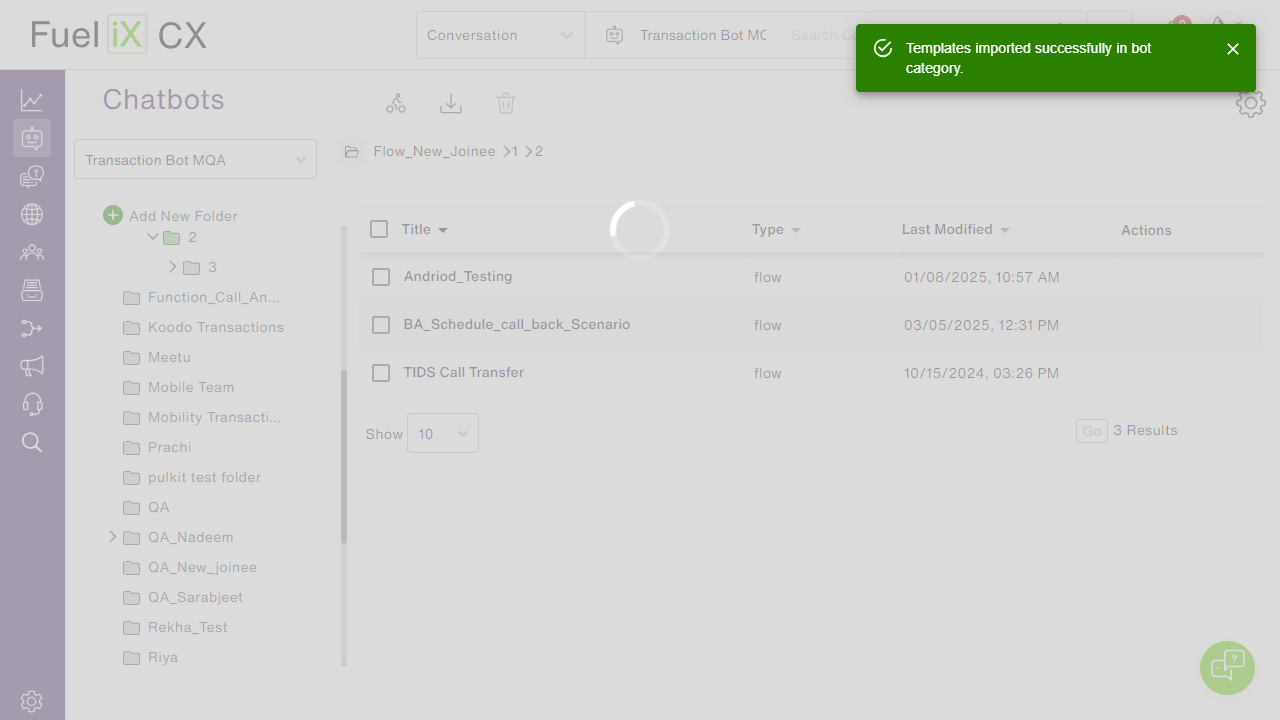 Fuel iX CX
Conversation
Transaction Bot MQ
Search C
Templates imported successfully in bot
category.
Chatbots
Transaction Bot MQA
Flow_New_Joinee 1 2
Add New Folder
2
3
Function_Call_An...
Koodo Transactions
Meetu
Mobile Team
Mobility Transacti...
Prachi
pulkit test folder
QA
QA_Nadeem
QA_New_joinee
QA_Sarabjeet
Rekha_Test
Riya
Title Type Last Modified Actions
Andriod_Testing flow 01/08/2025, 10:57 AM
BA_Schedule_call_back_Scenario flow 03/05/2025, 12:31 PM
TIDS Call Transfer flow 10/15/2024, 03:26 PM
Show 10 Go 3 Results